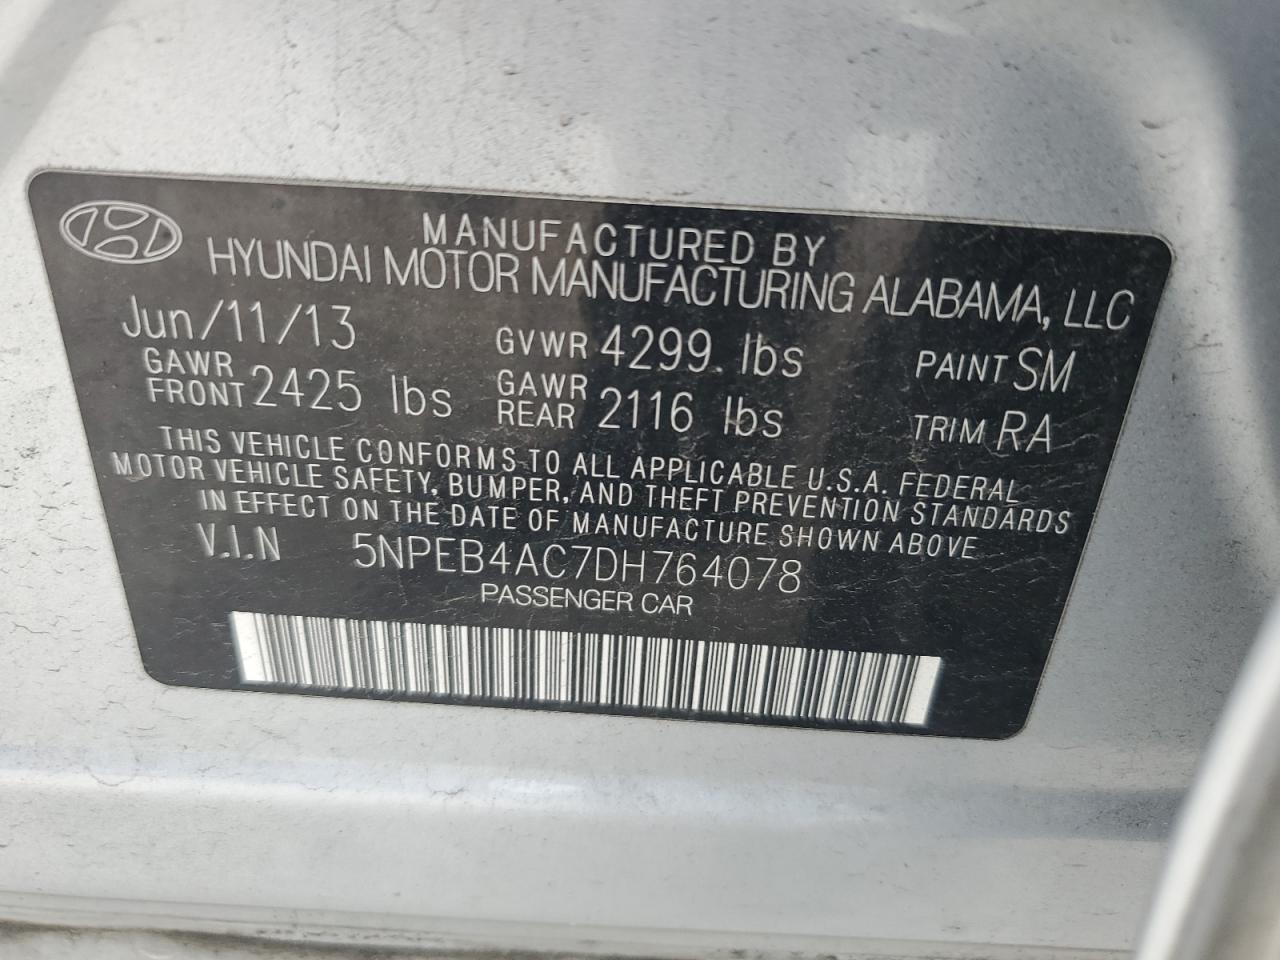 MANUFACTURED BY
HYUNDAI MOTOR MANUFACTURING ALABAMA, LLC
Jun/11/13 GVWR 4299 lbs PAINT SM
GAWR FRONT 2425 lbs GAWR REAR 2116 lbs TRIM RA
THIS VEHICLE CONFORMS TO ALL APPLICABLE U.S.A. FEDERAL
MOTOR VEHICLE SAFETY, BUMPER, AND THEFT PREVENTION STANDARDS
IN EFFECT ON THE DATE OF MANUFACTURE SHOWN ABOVE
V.I.N 5NPEB4AC7DH764078
PASSENGER CAR